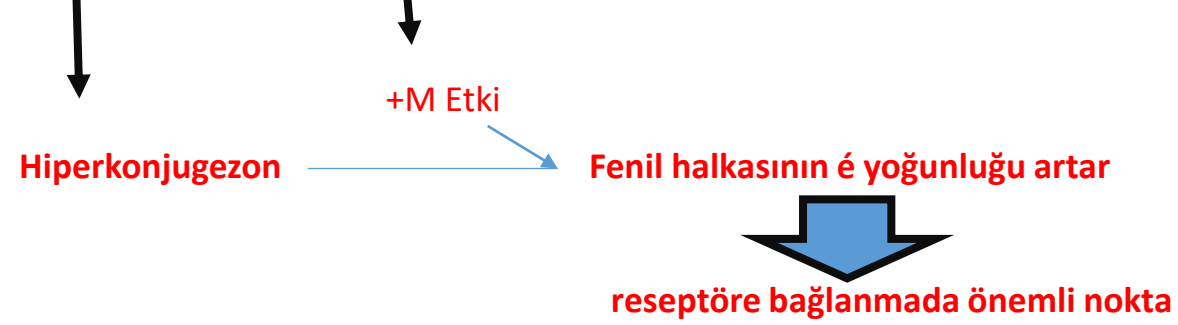 +M Etki
Hiperkonjugezon
Fenil halkasının é yoğunluğu artar
reseptöre bağlanmada önemli nokta